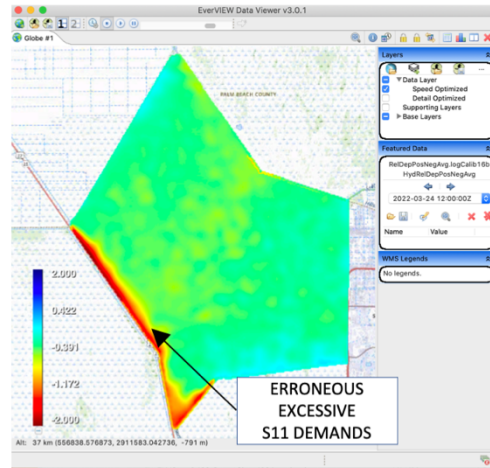 EverVIEW Data Viewer v3.0.1
Globe #1
PALM BEACH COUNTY
Layers
Data Layer
Speed Optimized
Detail Optimized
Supporting Layers
Base Layers
Featured Data
RelDepPosNegAvg.logCalib16b
HydRelDepPosNegAvg
2022-03-24 12:00:00Z
Name Value
WMS Legends
No legends.
2.000
0.422
-0.391
-1.172
-2.000
ERRONEOUS
EXCESSIVE
S11 DEMANDS
Alt: 37 km (556838.576873, 2911583.042736, -791 m)